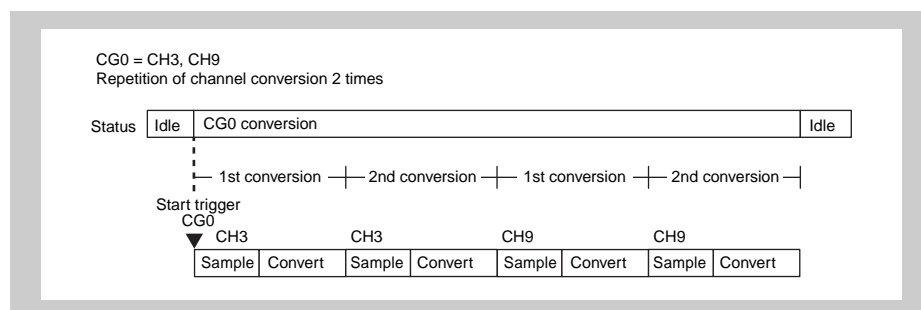 CG0 = CH3, CH9
Repetition of channel conversion 2 times
Status Idle CG0 conversion Idle
1st conversion 2nd conversion 1st conversion 2nd conversion
Start trigger
CG0
CH3 CH3 CH9 CH9
Sample Convert Sample Convert Sample Convert Sample Convert